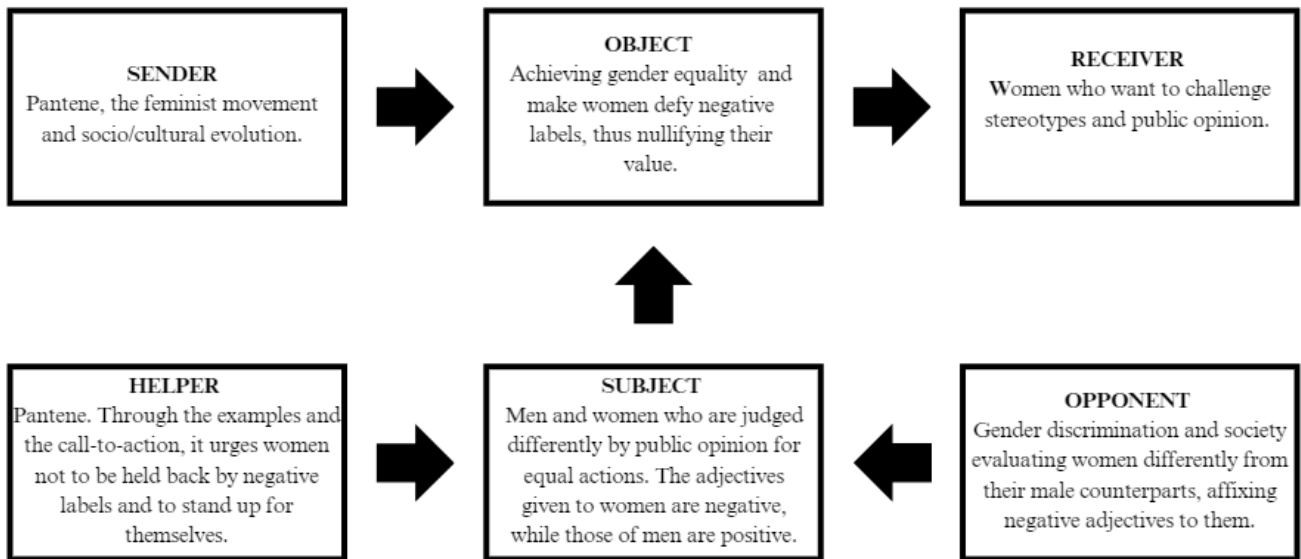 SENDER
Pantene, the feminist movement
and socio/cultural evolution.
OBJECT
Achieving gender equality and
make women defy negative
labels, thus nullifying their
value.
RECEIVER
Women who want to challenge
stereotypes and public opinion.
HELPER
Pantene. Through the examples and
the call-to-action, it urges women
not to be held back by negative
labels and to stand up for
themselves.
SUBJECT
Men and women who are judged
differently by public opinion for
equal actions. The adjectives
given to women are negative,
while those of men are positive.
OPPONENT
Gender discrimination and society
evaluating women differently from
their male counterparts, affixing
negative adjectives to them.